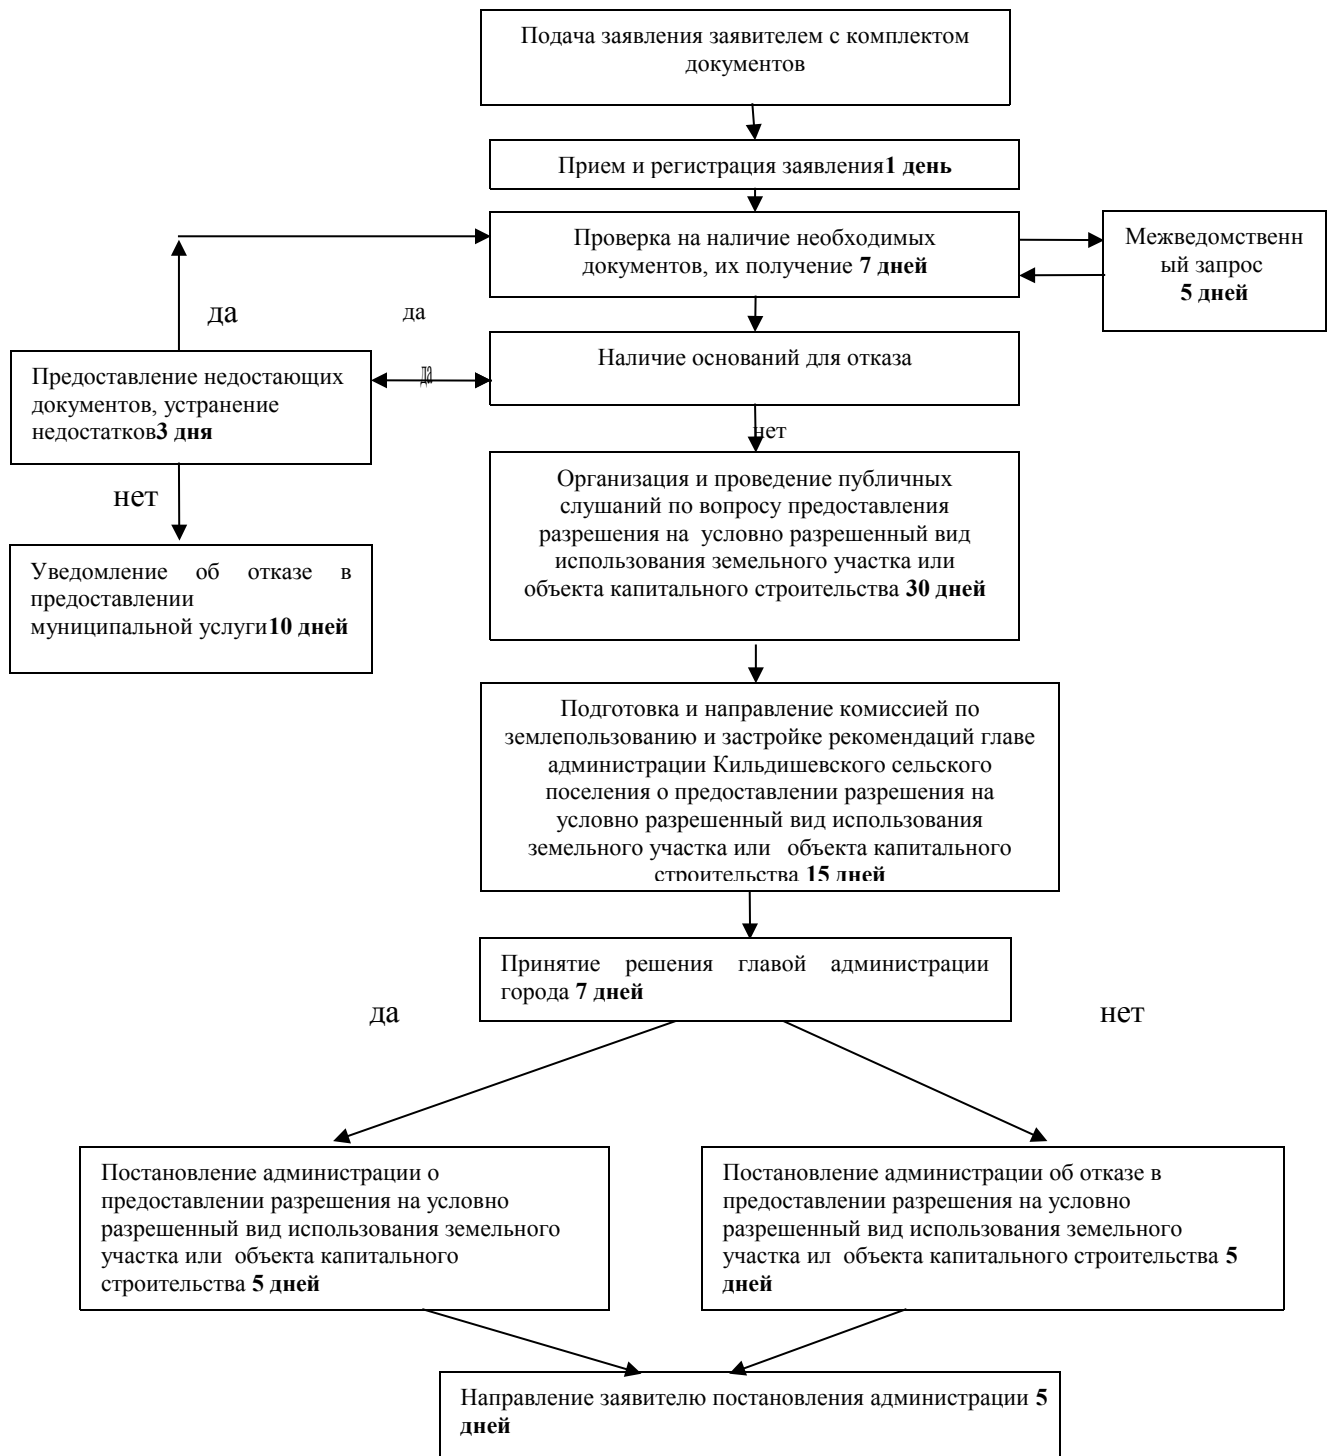 Подача заявления заявителем с комплектом
документов
Прием и регистрация заявления1 день
Проверка на наличие необходимых
документов, их получение 7 дней
Межведомственн
ый запрос
5 дней
да
да
Наличие оснований для отказа
да
Предоставление недостающих
документов, устранение
недостатков3 дня
нет
нет
Организация и проведение публичных
слушаний по вопросу предоставления
разрешения на условно разрешенный вид
использования земельного участка или
объекта капитального строительства 30 дней
Уведомление об отказе в
предоставлении
муниципальной услуги10 дней
Подготовка и направление комиссией по
землепользованию и застройке рекомендаций главе
администрации Кильдишевского сельского
поселения о предоставлении разрешения на
условно разрешенный вид использования
земельного участка или объекта капитального
строительства 15 дней
Принятие решения главой администрации
города 7 дней
да
нет
Постановление администрации о
предоставлении разрешения на условно
разрешенный вид использования земельного
участка или объекта капитального
строительства 5 дней
Постановление администрации об отказе в
предоставлении разрешения на условно
разрешенный вид использования земельного
участка ил объекта капитального строительства 5
дней
Направление заявителю постановления администрации 5
дней